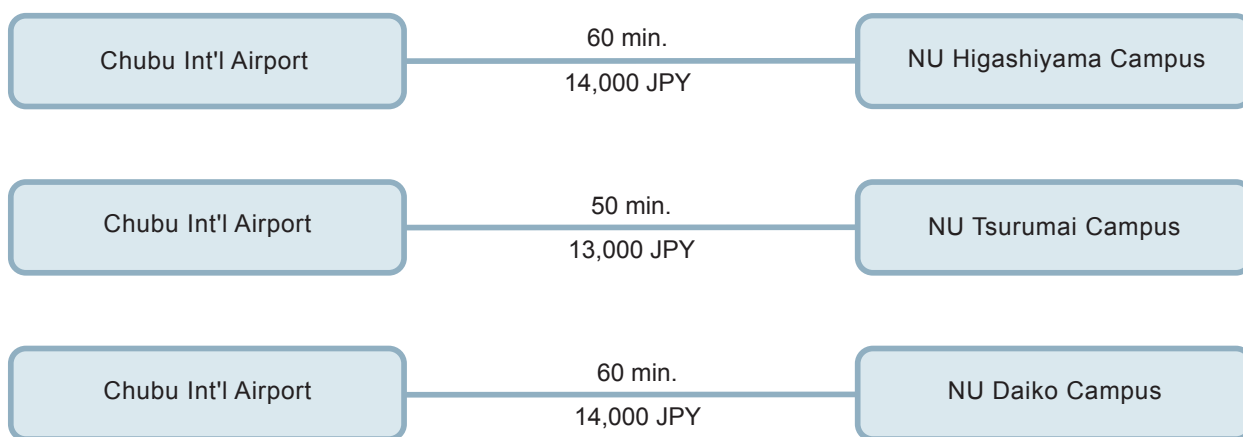 Chubu Int'l Airport
60 min.
14,000 JPY
NU Higashiyama Campus
Chubu Int'l Airport
50 min.
13,000 JPY
NU Tsurumai Campus
Chubu Int'l Airport
60 min.
14,000 JPY
NU Daiko Campus